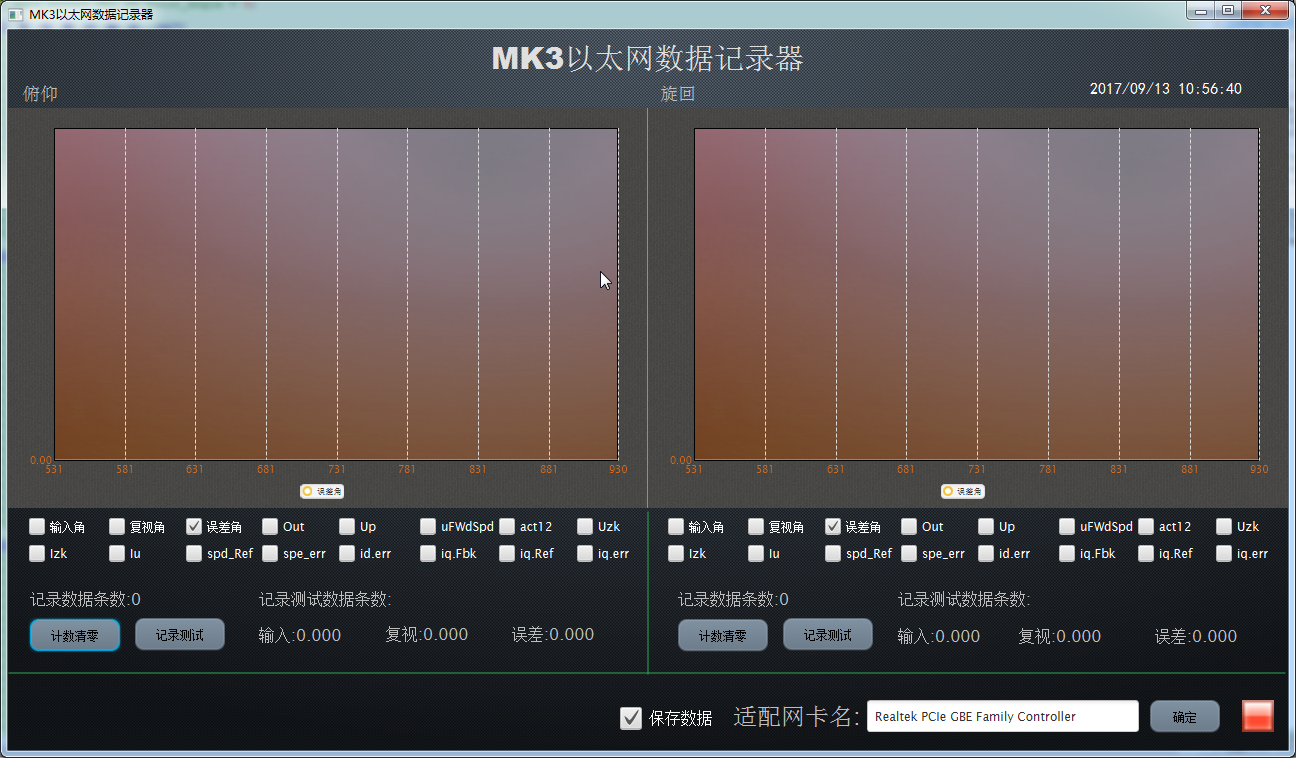 MK3以太网数据记录器
MK3以太网数据记录器
俯仰
旋回
2017/09/13 10:56:40
0.00
531 581 631 681 731 781 831 881 930
误差角
0.00
531 581 631 681 731 781 831 881 930
误差角
输入角 复视角 误差角 Out Up uFWdSpd act12 Uzk
Izk Iu spd_Ref spe_err id.err iq.Fbk iq.Ref iq.err
记录数据条数:0 记录测试数据条数:
计数清零 记录测试 输入:0.000 复视:0.000 误差:0.000
输入角 复视角 误差角 Out Up uFWdSpd act12 Uzk
Izk Iu spd_Ref spe_err id.err iq.Fbk iq.Ref iq.err
记录数据条数:0 记录测试数据条数:
计数清零 记录测试 输入:0.000 复视:0.000 误差:0.000
保存数据 适配网卡名: Realtek PCIe GBE Family Controller 确定